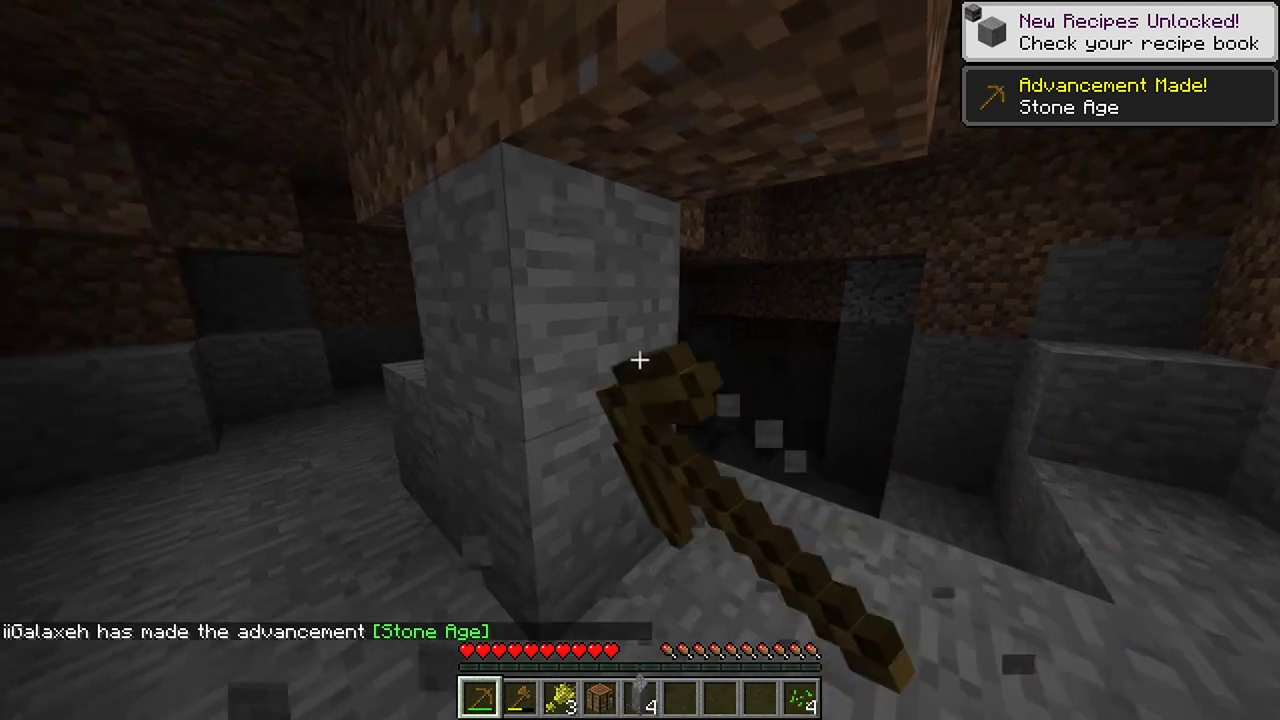 New Recipes Unlocked!
Check your recipe book
Advancement Made!
Stone Age
iiGalaxeh has made the advancement [Stone Age]
3
4
4